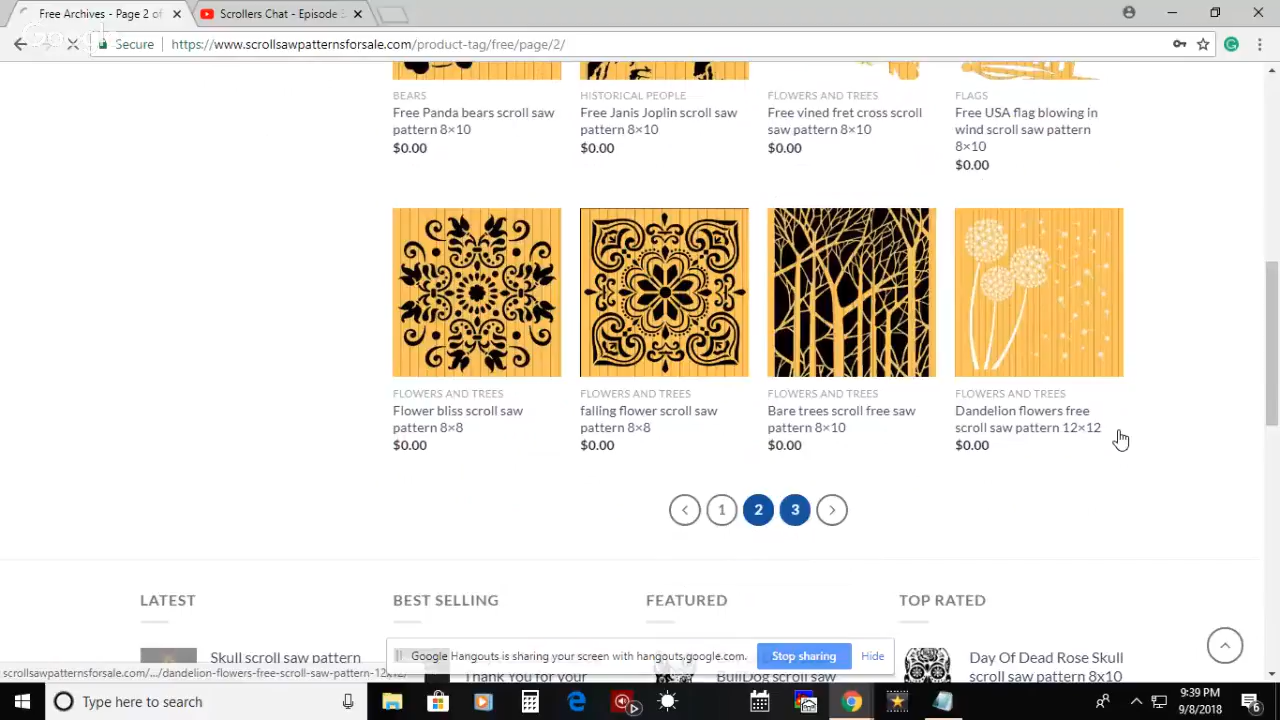 Free Archives - Page 2 of
Scrollers Chat - Episode
Secure
https://www.scrollsawpatternsforsale.com/product-tag/free/page/2/
BEARS
Free Panda bears scroll saw
pattern 8×10
$0.00
HISTORICAL PEOPLE
Free Janis Joplin scroll saw
pattern 8×10
$0.00
FLOWERS AND TREES
Free vined fret cross scroll
saw pattern 8×10
$0.00
FLAGS
Free USA flag blowing in
wind scroll saw pattern
8×10
$0.00
FLOWERS AND TREES
Flower bliss scroll saw
pattern 8×8
$0.00
FLOWERS AND TREES
falling flower scroll saw
pattern 8×8
$0.00
FLOWERS AND TREES
Bare trees scroll free saw
pattern 8×10
$0.00
FLOWERS AND TREES
Dandelion flowers free
scroll saw pattern 12×12
$0.00
1
2
3
LATEST
BEST SELLING
FEATURED
TOP RATED
Skull scroll saw pattern
Thank You for your
BullDog scroll saw
Day Of Dead Rose Skull
scroll saw pattern 8x10
Google Hangouts is sharing your screen with hangouts.google.com.
Stop sharing
Hide
scrollsawpatternsforsale.com/.../dandelion-flowers-free-scroll-saw-pattern-
Type here to search
9:39 PM
9/8/2018
6